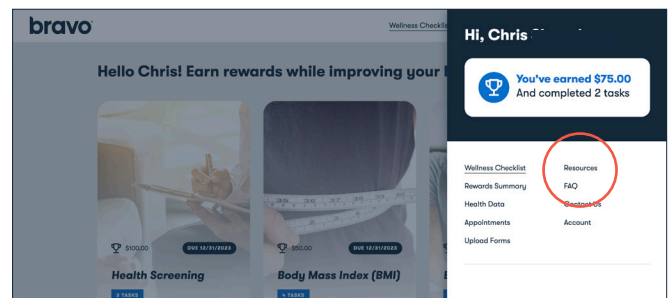 bravo
Wellness Checklis
Hello Chris! Earn rewards while improving your
$100.00
DUE 12/31/2023
Health Screening
3 TASKS
$50.00
DUE 12/31/2023
Body Mass Index (BMI)
4 TASKS
Hi, Chris
You've earned $75.00
And completed 2 tasks
Wellness Checklist
Rewards Summary
Health Data
Appointments
Upload Forms
Resources
FAQ
Contact Us
Account